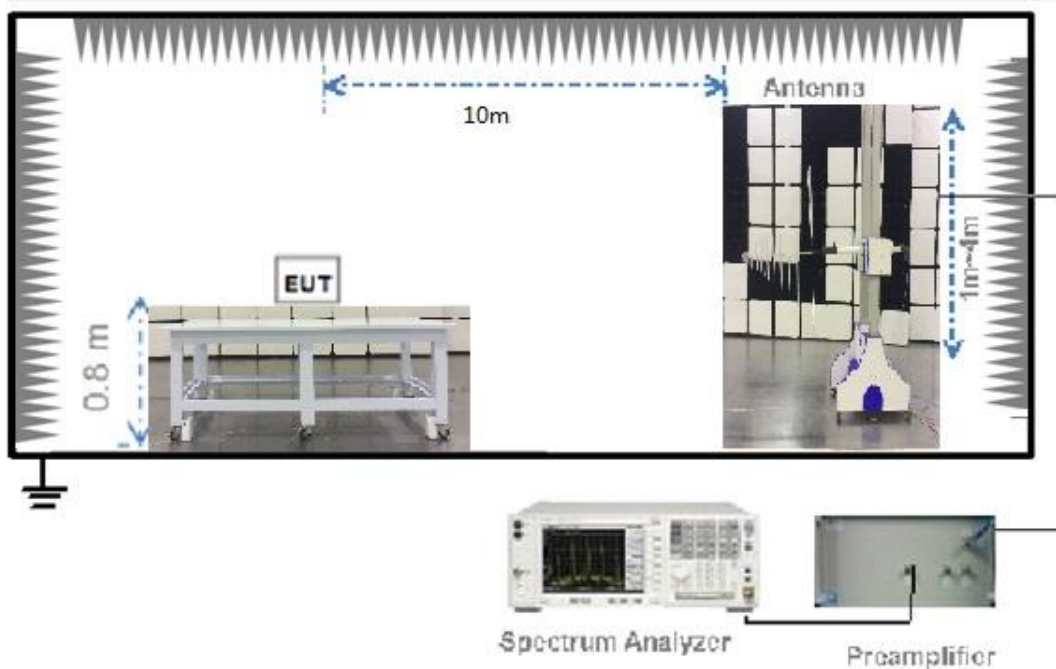 Antenna
10m
1m~4m
EUT
0.8 m
Spectrum Analyzer
Preamplifier